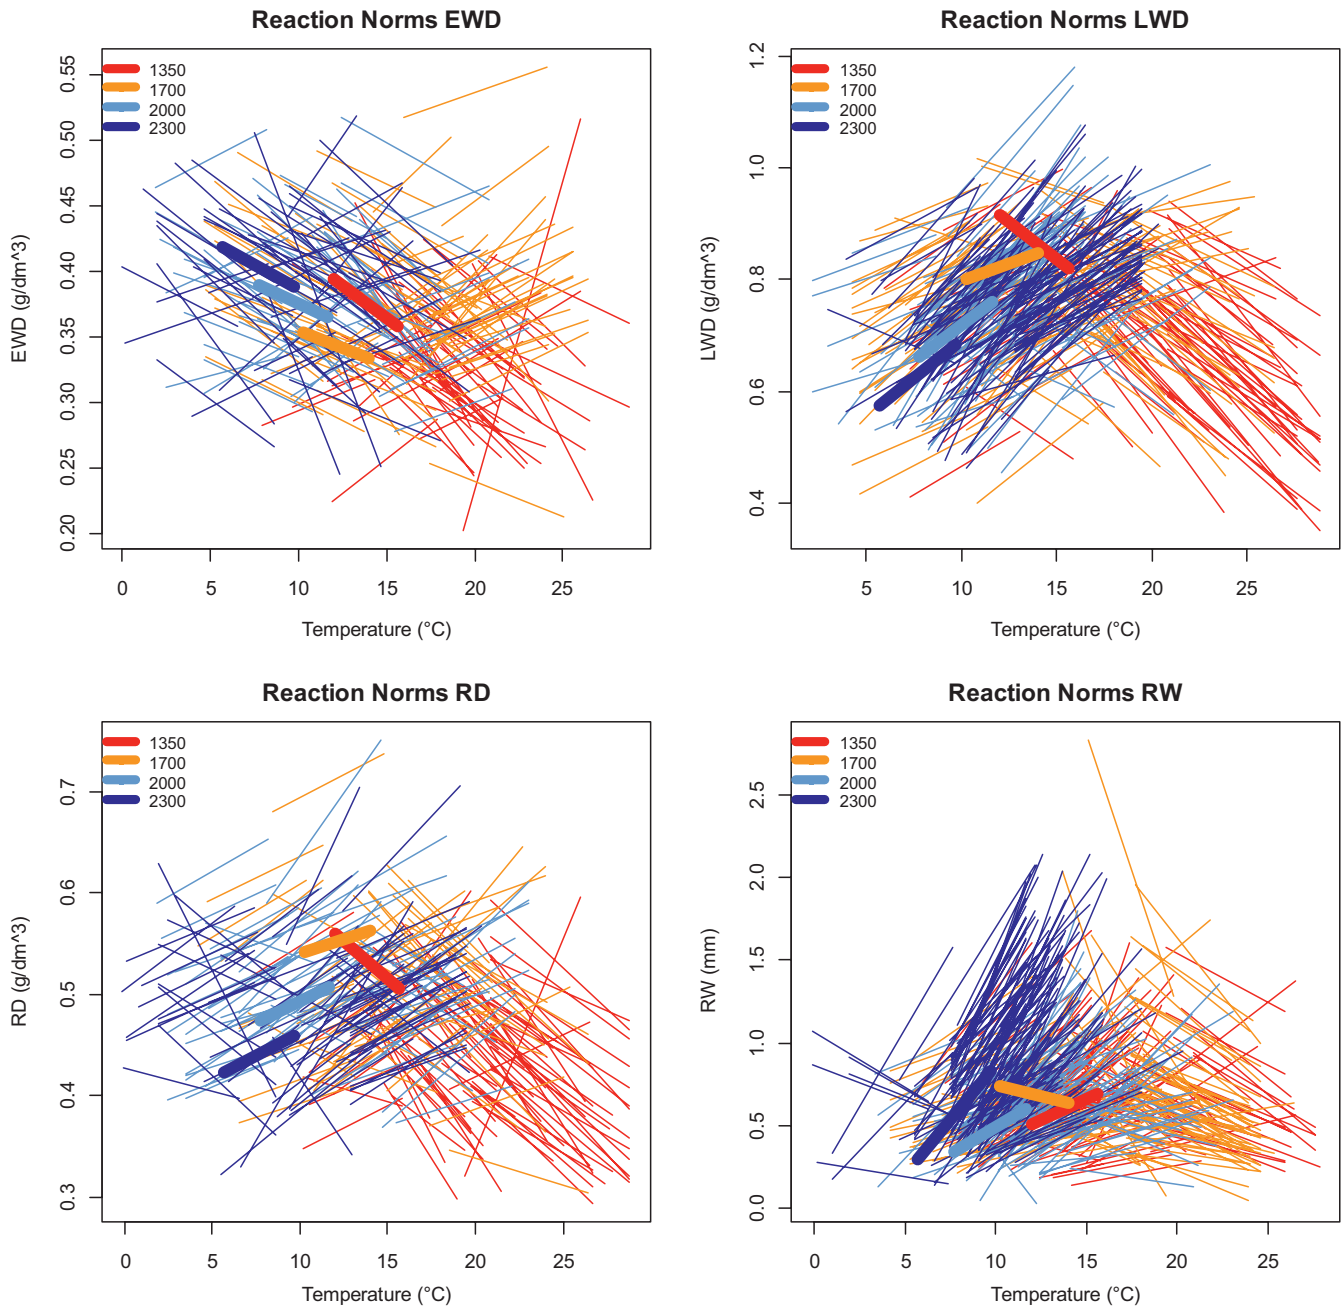 Reaction Norms EWD
1350
1700
2000
2300
0.55
0.50
0.45
0.40
0.35
0.30
0.25
0.20
EWD (g/dm^3)
0 5 10 15 20 25
Temperature (°C)
Reaction Norms LWD
1350
1700
2000
2300
1.2
1.0
0.8
0.6
0.4
LWD (g/dm^3)
5 10 15 20 25
Temperature (°C)
Reaction Norms RD
1350
1700
2000
2300
0.7
0.6
0.5
0.4
0.3
RD (g/dm^3)
0 5 10 15 20 25
Temperature (°C)
Reaction Norms RW
1350
1700
2000
2300
2.5
2.0
1.5
1.0
0.5
0.0
RW (mm)
0 5 10 15 20 25
Temperature (°C)